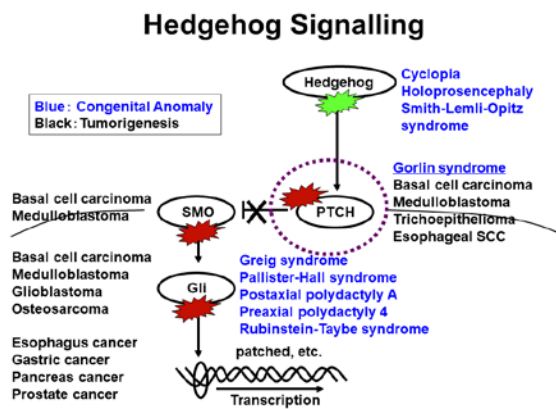 Hedgehog Signalling
Hedgehog
Cyclopia
Holoprosencephaly
Smith-Lemli-Opitz
syndrome
Blue: Congenital Anomaly
Black: Tumorigenesis
Gorlin syndrome
Basal cell carcinoma
Medulloblastoma
Trichoepithelioma
Esophageal SCC
PTCH
SMO
Basal cell carcinoma
Medulloblastoma
Basal cell carcinoma
Medulloblastoma
Glioblastoma
Osteosarcoma
Gli
Greig syndrome
Pallister-Hall syndrome
Postaxial polydactyly A
Preaxial polydactyly 4
Rubinstein-Taybe syndrome
Esophagus cancer
Gastric cancer
Pancreas cancer
Prostate cancer
patched, etc.
Transcription